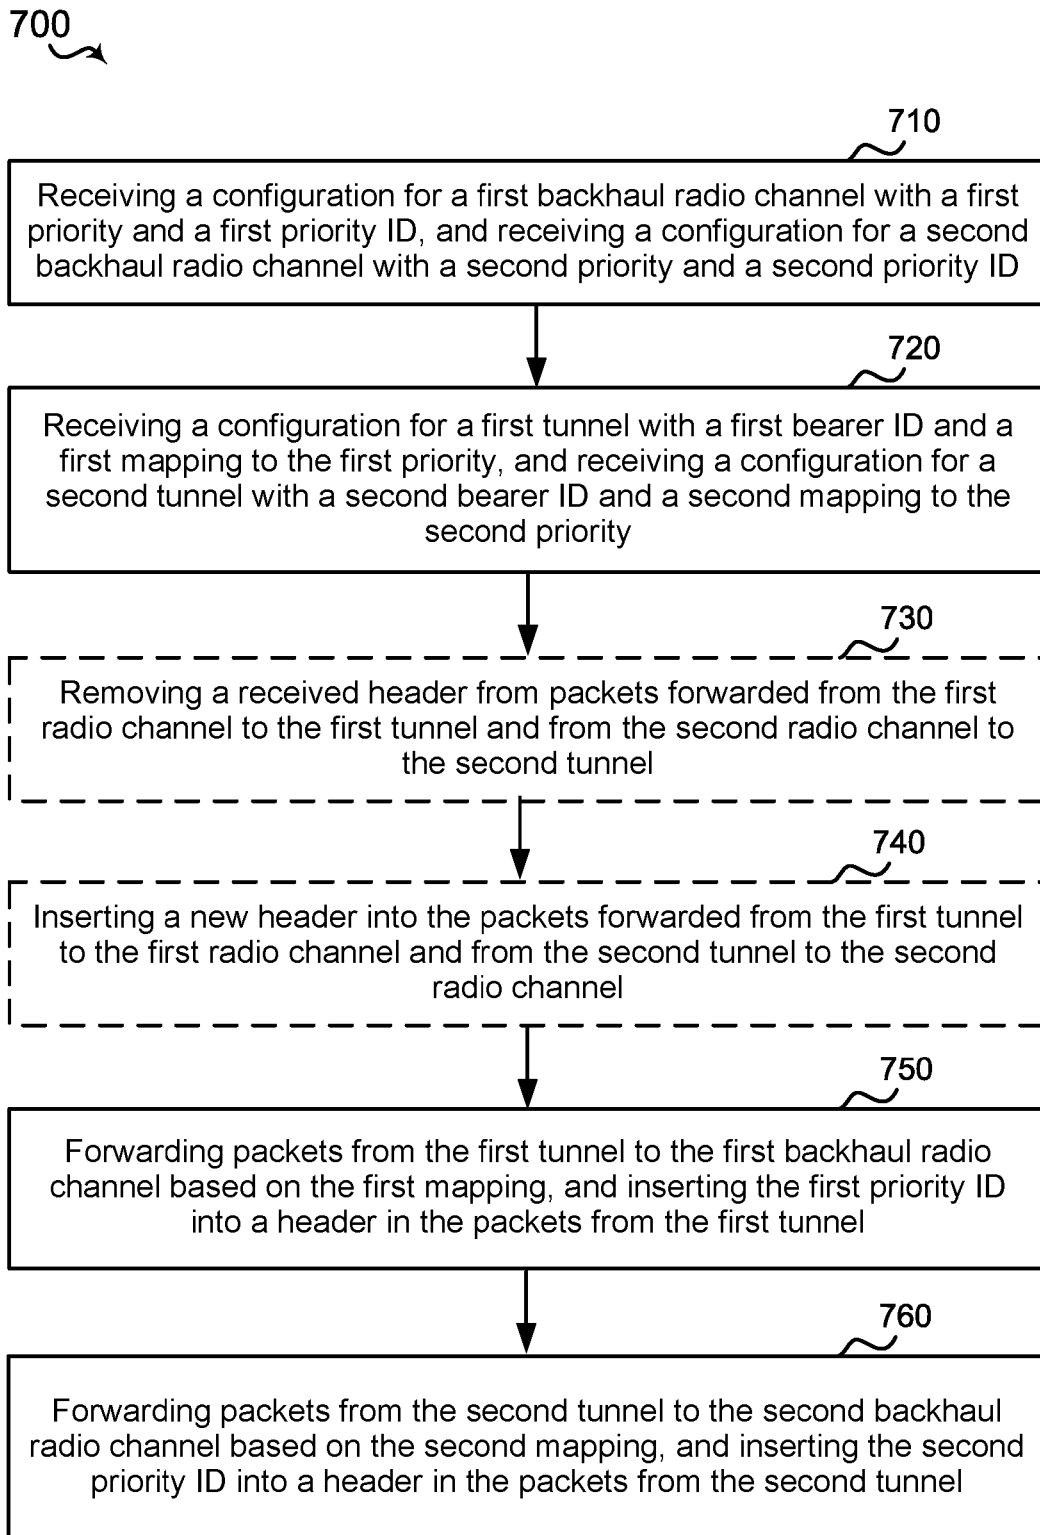 700
710
Receiving a configuration for a first backhaul radio channel with a first
priority and a first priority ID, and receiving a configuration for a second
backhaul radio channel with a second priority and a second priority ID
720
Receiving a configuration for a first tunnel with a first bearer ID and a
first mapping to the first priority, and receiving a configuration for a
second tunnel with a second bearer ID and a second mapping to the
second priority
730
Removing a received header from packets forwarded from the first
radio channel to the first tunnel and from the second radio channel to
the second tunnel
740
Inserting a new header into the packets forwarded from the first tunnel
to the first radio channel and from the second tunnel to the second
radio channel
750
Forwarding packets from the first tunnel to the first backhaul radio
channel based on the first mapping, and inserting the first priority ID
into a header in the packets from the first tunnel
760
Forwarding packets from the second tunnel to the second backhaul
radio channel based on the second mapping, and inserting the second
priority ID into a header in the packets from the second tunnel